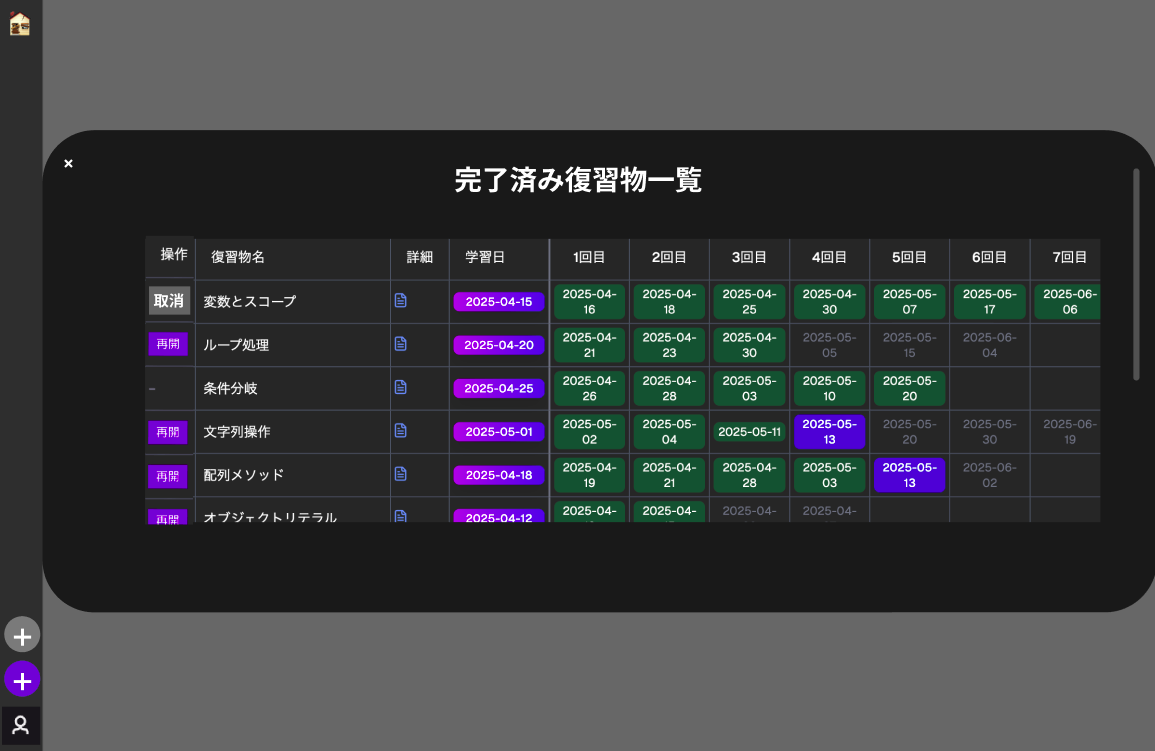 ×
完了済み復習物一覧
操作 復習物名 詳細 学習日 1回目 2回目 3回目 4回目 5回目 6回目 7回目
取消 変数とスコープ 2025-04-15 2025-04-16 2025-04-18 2025-04-25 2025-04-30 2025-05-07 2025-05-17 2025-06-06
再開 ループ処理 2025-04-20 2025-04-21 2025-04-23 2025-04-30 2025-05-05 2025-05-15 2025-06-04
- 条件分岐 2025-04-25 2025-04-26 2025-04-28 2025-05-03 2025-05-10 2025-05-20
再開 文字列操作 2025-05-01 2025-05-02 2025-05-04 2025-05-11 2025-05-13 2025-05-20 2025-05-30 2025-06-19
再開 配列メソッド 2025-04-18 2025-04-19 2025-04-21 2025-04-28 2025-05-03 2025-05-13 2025-06-02
再開 オブジェクトリテラル 2025-04-12 2025-04- 2025-04- 2025-04- 2025-04-